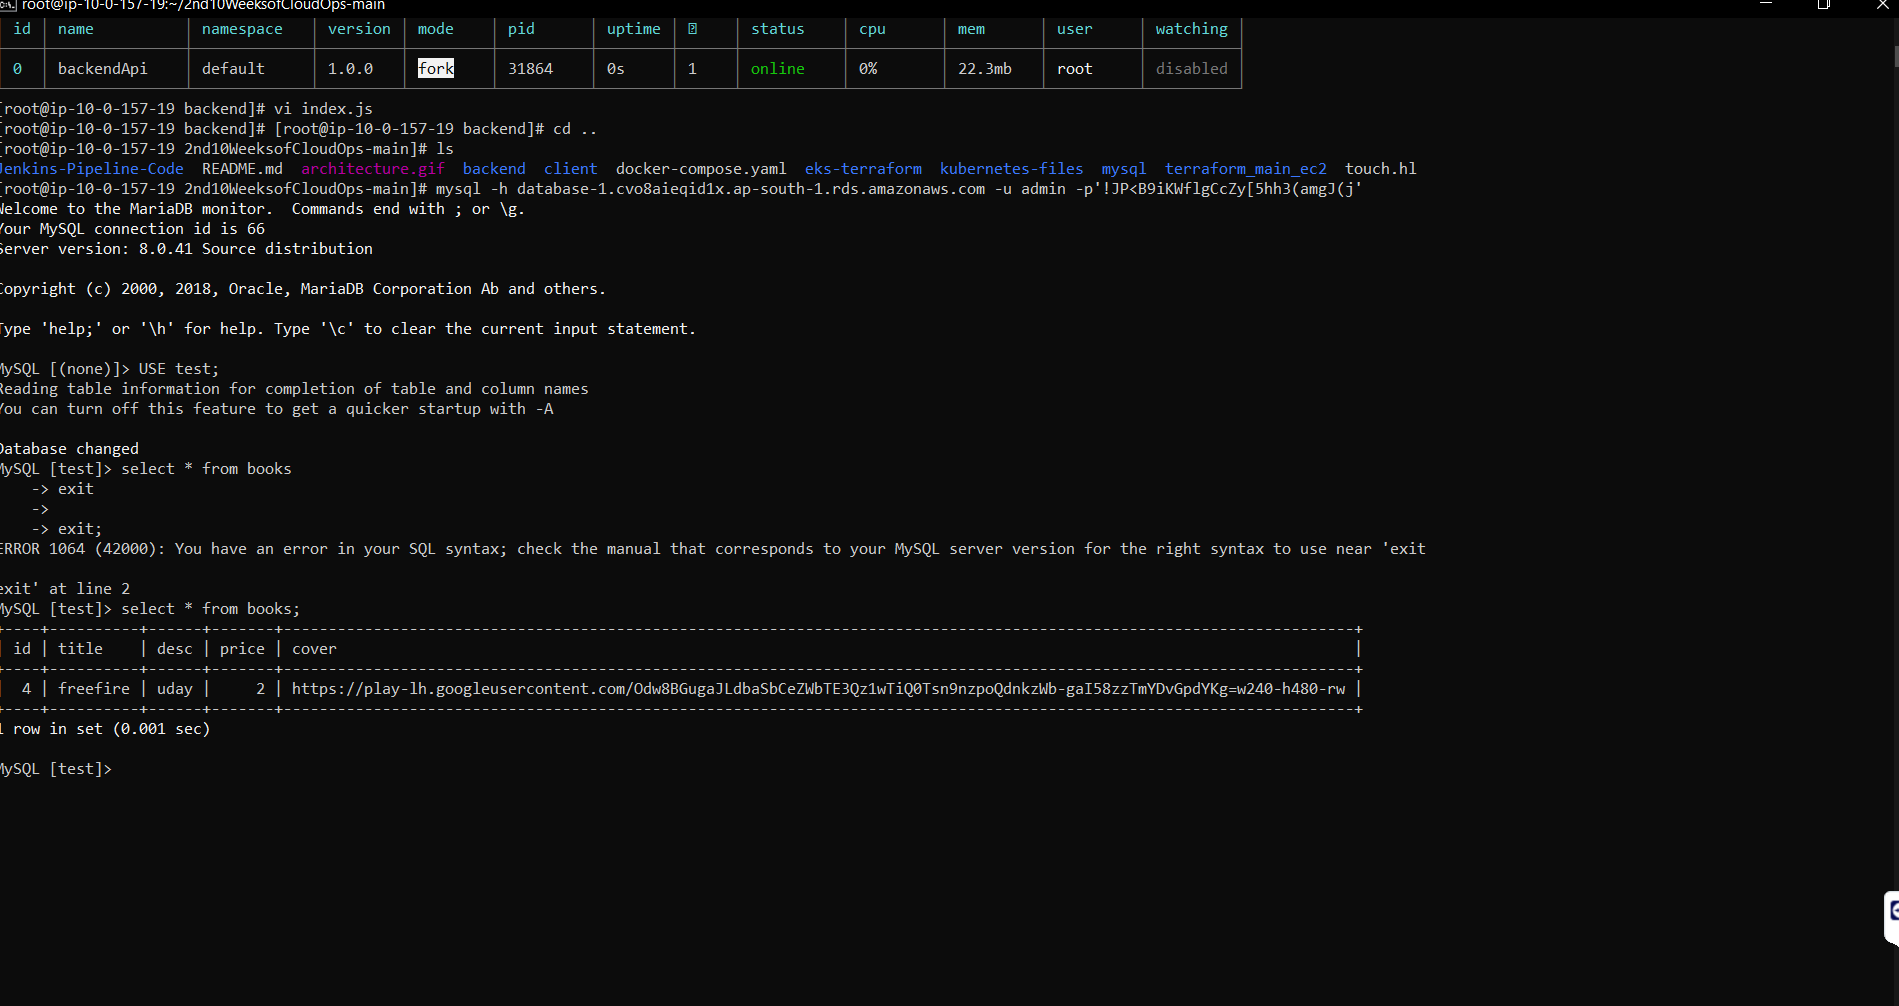 root@ip-10-0-157-19:~/2nd10WeeksofCloudOps-main
id name namespace version mode pid uptime status cpu mem user watching
0 backendApi default 1.0.0 fork 31864 0s 1 online 0% 22.3mb root disabled
[root@ip-10-0-157-19 backend]# vi index.js
[root@ip-10-0-157-19 backend]# [root@ip-10-0-157-19 backend]# cd ..
[root@ip-10-0-157-19 2nd10WeeksofCloudOps-main]# ls
Jenkins-Pipeline-Code README.md architecture.gif backend client docker-compose.yaml eks-terraform kubernetes-files mysql terraform_main_ec2 touch.hl
[root@ip-10-0-157-19 2nd10WeeksofCloudOps-main]# mysql -h database-1.cvo8aieqid1x.ap-south-1.rds.amazonaws.com -u admin -p'!JP<B9iKWflgCcZy[5hh3(amgJ(j'
Welcome to the MariaDB monitor.  Commands end with ; or \g.
Your MySQL connection id is 66
Server version: 8.0.41 Source distribution
Copyright (c) 2000, 2018, Oracle, MariaDB Corporation Ab and others.
Type 'help;' or '\h' for help. Type '\c' to clear the current input statement.
MySQL [(none)]> USE test;
Reading table information for completion of table and column names
You can turn off this feature to get a quicker startup with -A
Database changed
MySQL [test]> select * from books
-> exit
->
-> exit;
ERROR 1064 (42000): You have an error in your SQL syntax; check the manual that corresponds to your MySQL server version for the right syntax to use near 'exit
exit' at line 2
MySQL [test]> select * from books;
| id | title | desc | price | cover |
| 4 | freefire | uday | 2 | https://play-lh.googleusercontent.com/Odw8BGugaJLdbaSbCeZWbTE3Qz1wTiQ0Tsn9nzpoQdnkzWb-gaI58zzTmYDvGpdYKg=w240-h480-rw |
1 row in set (0.001 sec)
MySQL [test]>